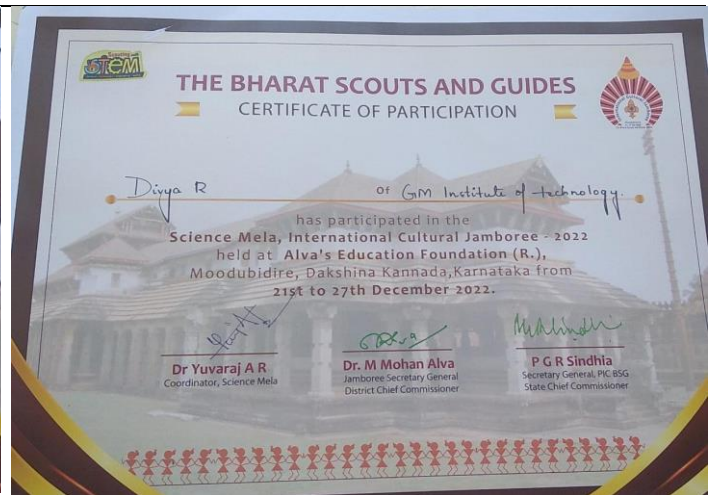 STEM
THE BHARAT SCOUTS AND GUIDES
CERTIFICATE OF PARTICIPATION
Divya R Of GM Institute of technology.
has participated in the
Science Mela, International Cultural Jamboree - 2022
held at Alva's Education Foundation (R.),
Moodubidire, Dakshina Kannada,Karnataka from
21st to 27th December 2022.
Dr Yuvaraj A R
Coordinator, Science Mela
Dr. M Mohan Alva
Jamboree Secretary General
District Chief Commissioner
P G R Sindhia
Secretary General, PIC BSG
State Chief Commissioner